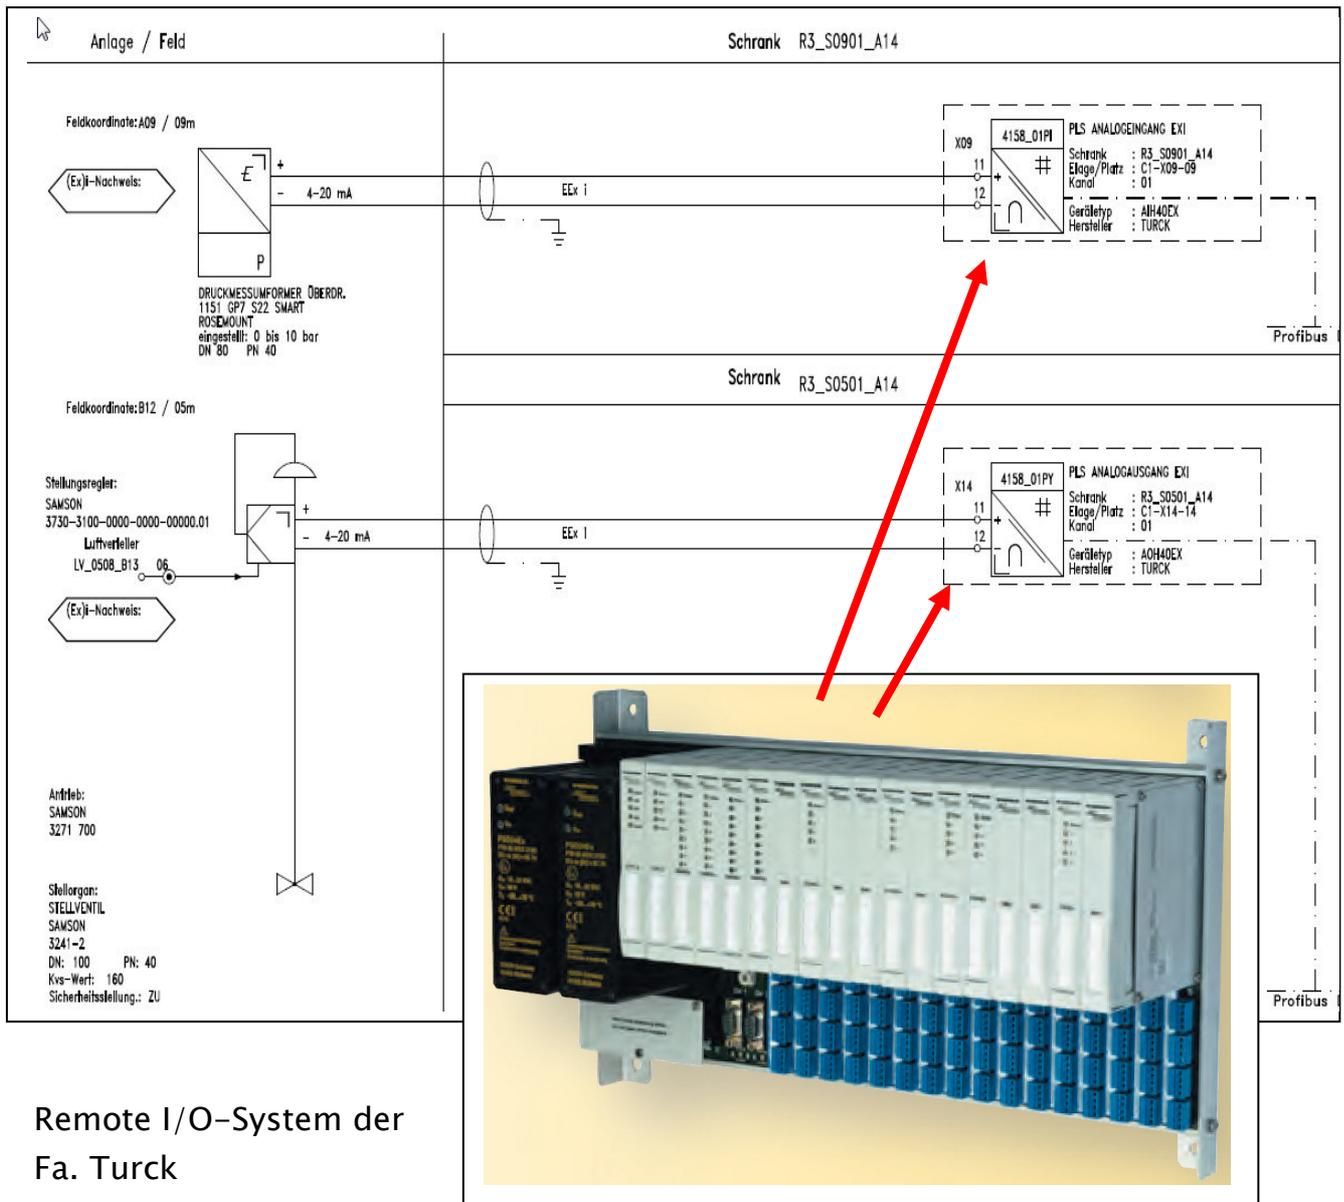 Anlage / Feld
Schrank R3_S0901_A14
Feldkoordinate:A09 / 09m
(Ex)i-Nachweis:
+
-
4-20 mA
P
DRUCKMESSUMFORMER ÜBERDR.
1151 GP7 S22 SMART
ROSEMOUNT
eingestellt: 0 bis 10 bar
DN 80 PN 40
EEx i
X09
11
12
4158_01PI
#
+
-
PLS ANALOGEINGANG EXI
Schrank : R3_S0901_A14
Elage/Platz : C1-X09-09
Kanal : 01
Gerätetyp : AIH40EX
Hersteller : TURCK
Profibus
Schrank R3_S0501_A14
Feldkoordinate:B12 / 05m
Stellungsregler:
SAMSON
3730-3100-0000-0000-00000.01
Luftverteiler
LV_0508_B13 06
(Ex)i-Nachweis:
+
-
4-20 mA
EEx i
X14
11
12
4158_01PY
#
+
-
PLS ANALOGAUSGANG EXI
Schrank : R3_S0501_A14
Elage/Platz : C1-X14-14
Kanal : 01
Gerätetyp : AOH40EX
Hersteller : TURCK
Profibus
Antrieb:
SAMSON
3271 700
Stellorgan:
STELLVENTIL
SAMSON
3241-2
DN: 100 PN: 40
Kvs-Wert: 160
Sicherheitsstellung.: ZU
Remote I/O-System der
Fa. Turck